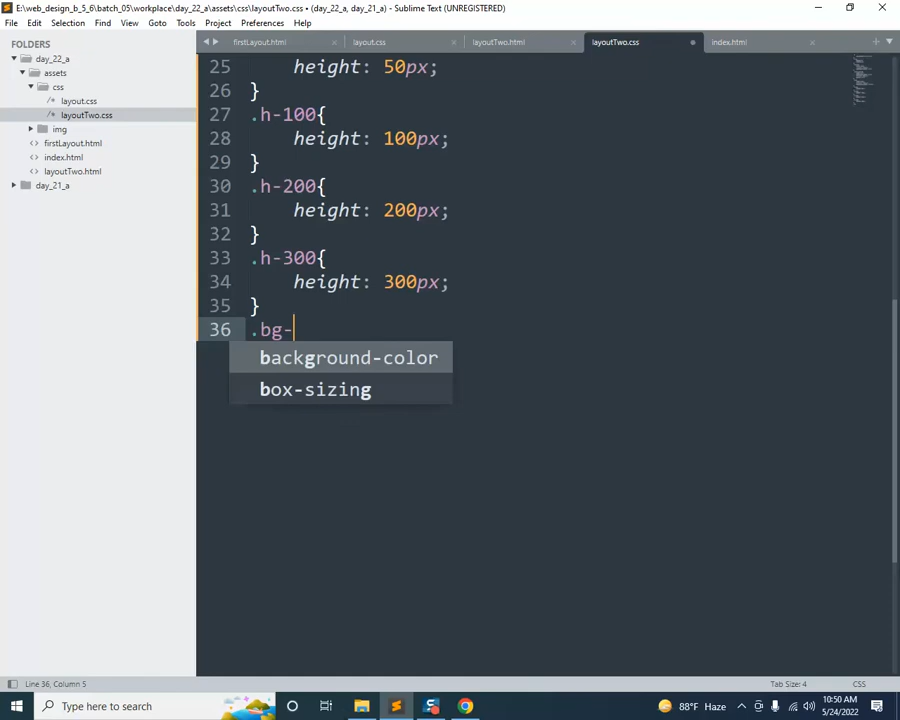 E:\web_design_b_5_6\batch_05\workplace\day_22_a\assets\css\layoutTwo.css • (day_22_a, day_21_a) - Sublime Text (UNREGISTERED)
File Edit Selection Find View Goto Tools Project Preferences Help
FOLDERS
day_22_a
assets
css
/* layout.css
/* layoutTwo.css
img
<> firstLayout.html
<> index.html
<> layoutTwo.html
day_21_a
firstLayout.html layout.css layoutTwo.html layoutTwo.css index.html
25 height: 50px;
26 }
27 .h-100{
28 height: 100px;
29 }
30 .h-200{
31 height: 200px;
32 }
33 .h-300{
34 height: 300px;
35 }
36 .bg-
background-color
box-sizing
Line 36, Column 5 Tab Size: 4 CSS
Type here to search 88°F Haze 10:50 AM
5/24/2022